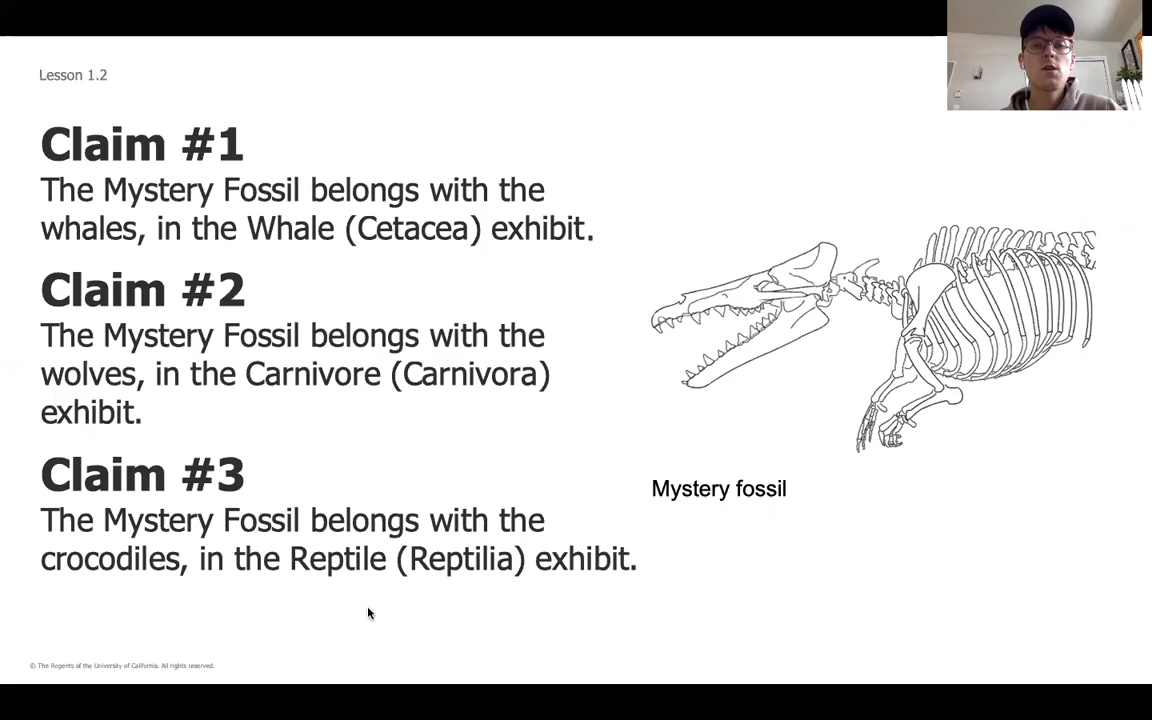 Lesson 1.2
Claim #1
The Mystery Fossil belongs with the
whales, in the Whale (Cetacea) exhibit.
Claim #2
The Mystery Fossil belongs with the
wolves, in the Carnivore (Carnivora)
exhibit.
Claim #3
The Mystery Fossil belongs with the
crocodiles, in the Reptile (Reptilia) exhibit.
Mystery fossil
© The Regents of the University of California. All rights reserved.